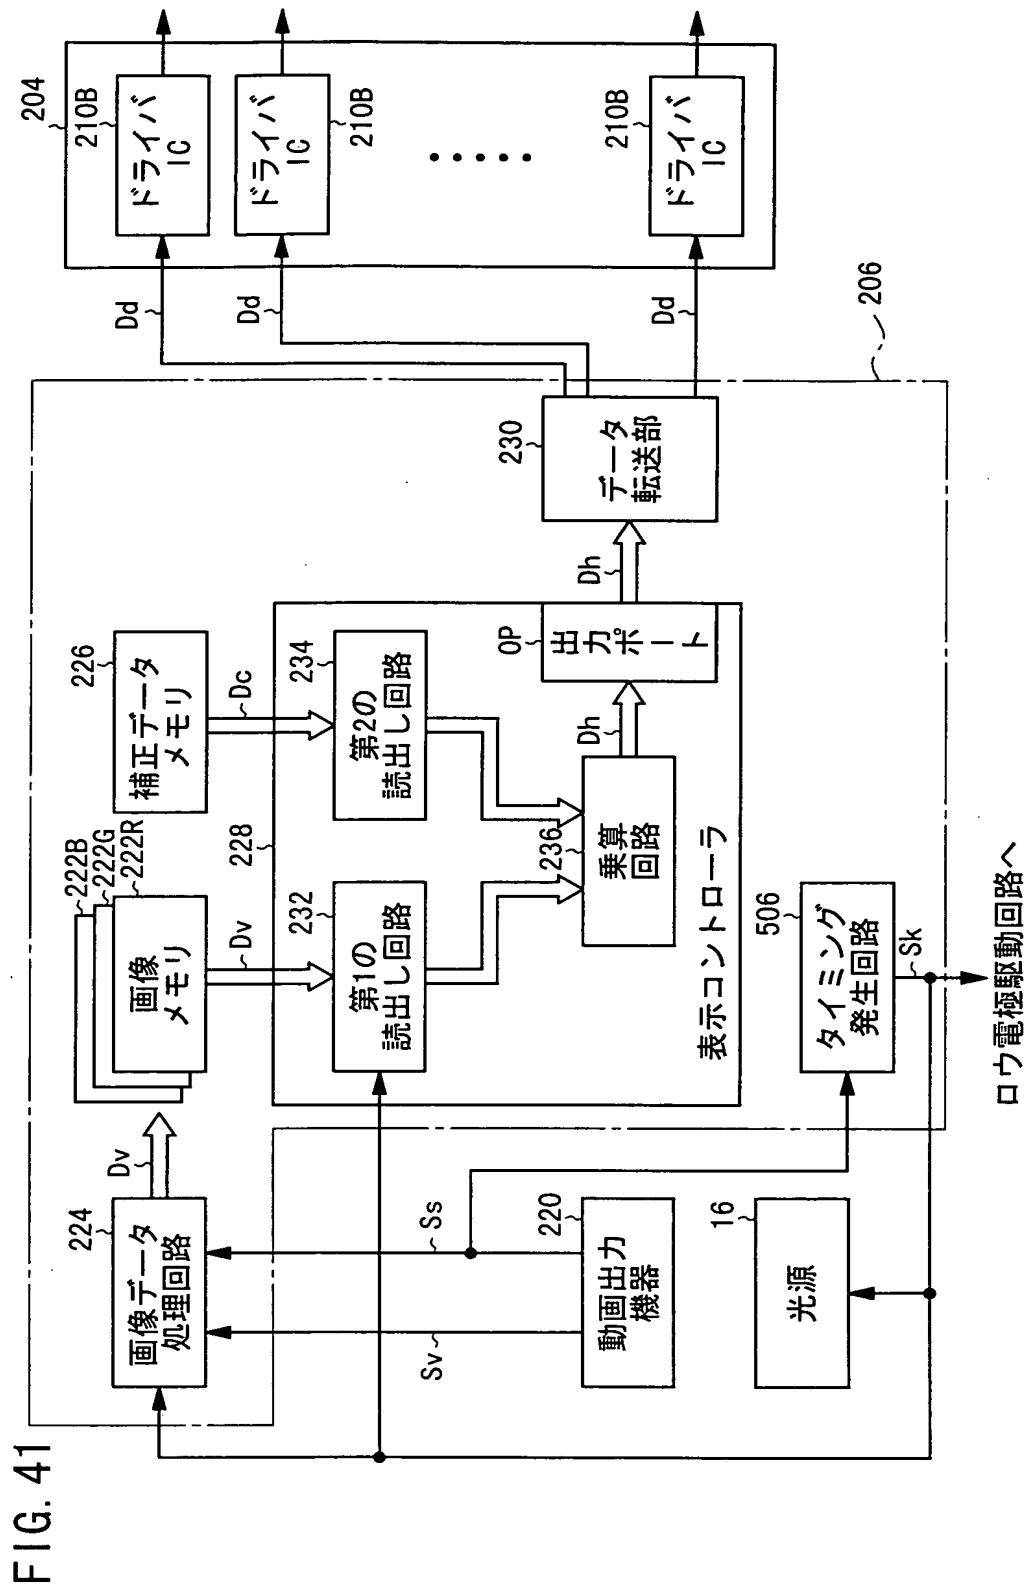 FIG. 41
224
画像データ
処理回路
Dv
222B
222G
222R
画像
メモリ
226
補正データ
メモリ
Dv
Dc
228
232
第1の
読出し回路
234
第2の
読出し回路
236
乗算
回路
Dh
OP
出力ポート
Dh
表示コントローラ
230
データ
転送部
Dd
Dd
Dd
204
210B
ドライバ
IC
210B
ドライバ
IC
210B
ドライバ
IC
206
Sv
Ss
220
動画出力
機器
16
光源
506
タイミング
発生回路
Sk
ロウ電極駆動回路へ